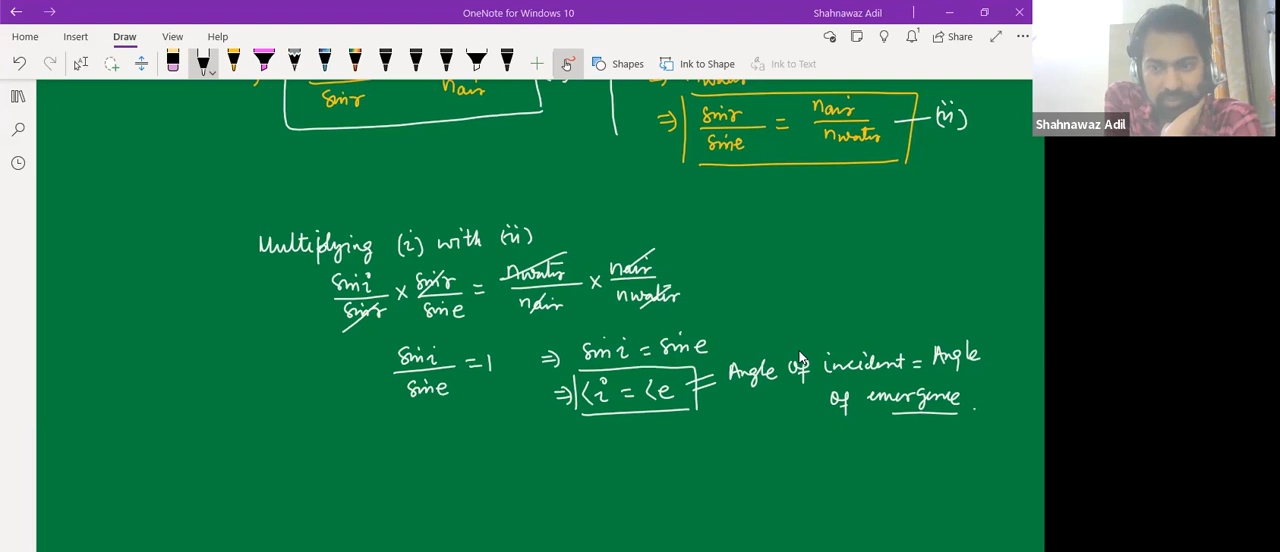 OneNote for Windows 10
Shahnawaz Adil
Home Insert Draw View Help
Share
Shapes Ink to Shape Ink to Text
Shahnawaz Adil
sin r n air
⇒ sin r / sin e = n air / n water — (ii)
Multiplying (i) with (ii)
sin i / sin r × sin r / sin e = n water / n air × n air / n water
sin i / sin e = 1 ⇒ sin i = sin e
⇒ <i = <e = Angle of incident = Angle
of emergence.